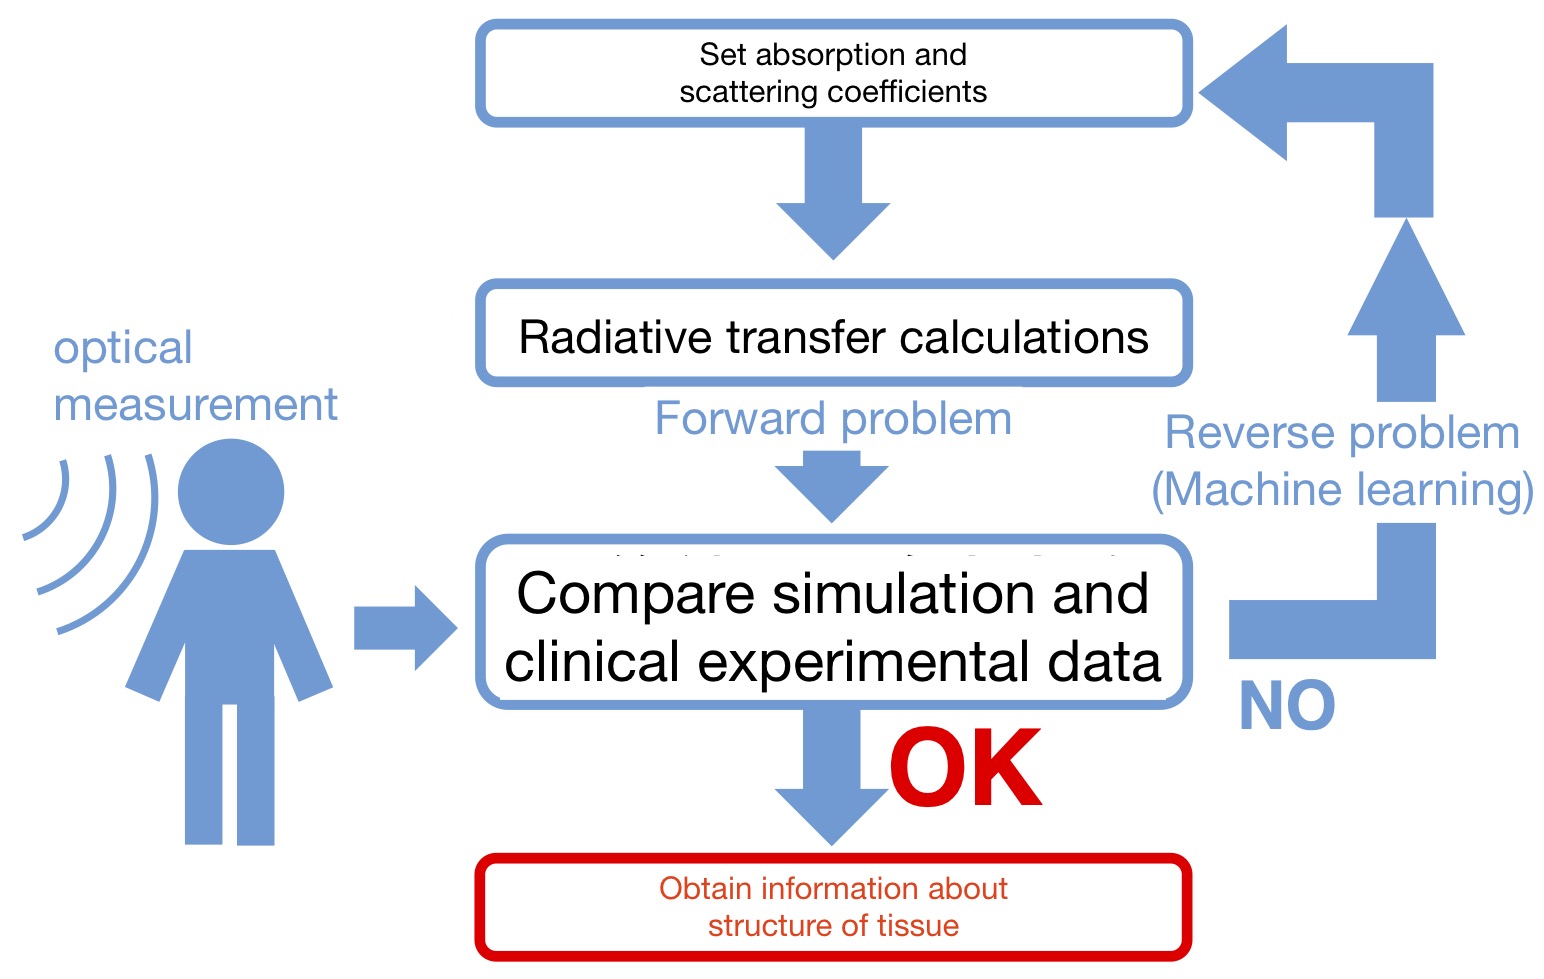 Set absorption and
scattering coefficients
Radiative transfer calculations
optical
measurement
Forward problem
Reverse problem
(Machine learning)
Compare simulation and
clinical experimental data
NO
OK
Obtain information about
structure of tissue